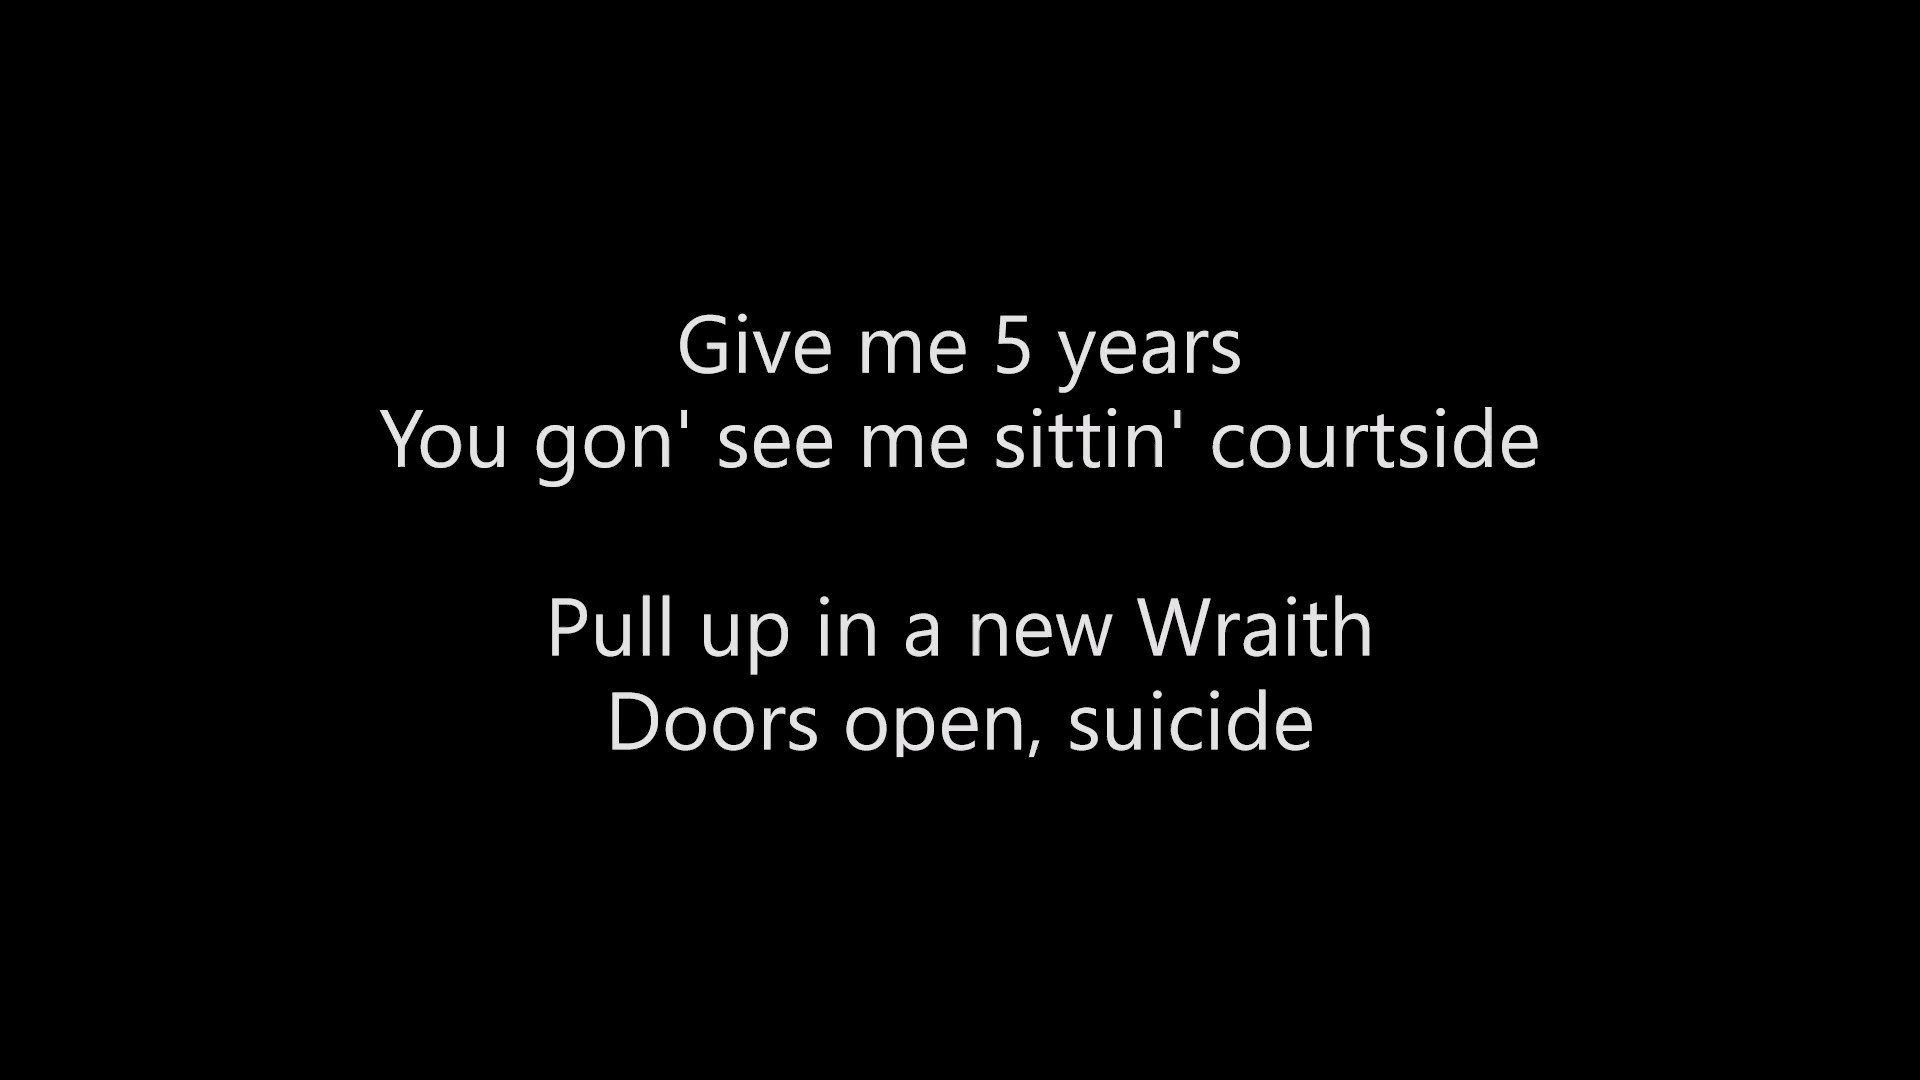 Give me 5 years
You gon' see me sittin' courtside
Pull up in a new Wraith
Doors open, suicide